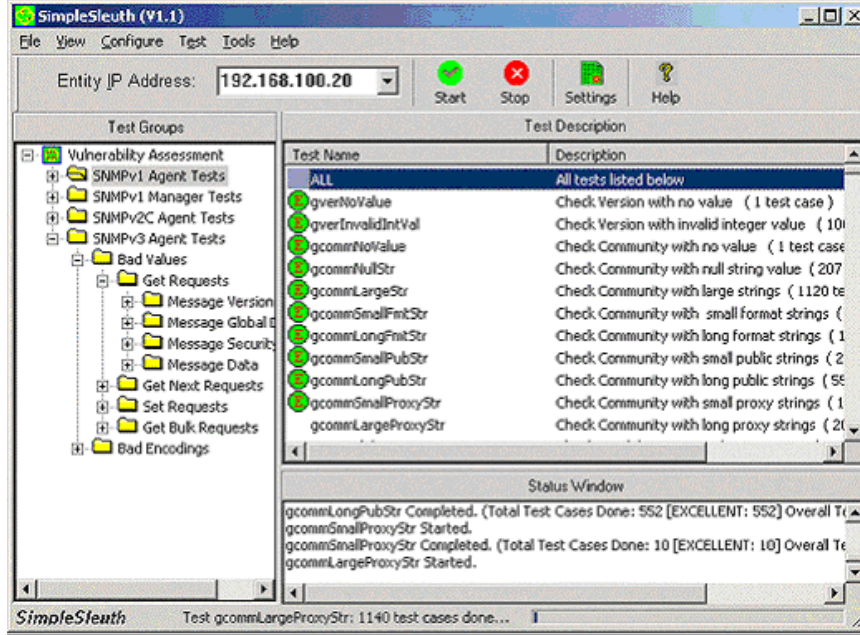 SimpleSleuth (V1.1)
File View Configure Test Tools Help
Entity IP Address: 192.168.100.20
Start Stop Settings Help
Test Groups
Vulnerability Assessment
SNMPv1 Agent Tests
SNMPv1 Manager Tests
SNMPv2C Agent Tests
SNMPv3 Agent Tests
Bad Values
Get Requests
Message Version
Message Global
Message Security
Message Data
Get Next Requests
Set Requests
Get Bulk Requests
Bad Encodings
Test Description
Test Name Description
ALL All tests listed below
gverNoValue Check Version with no value ( 1 test case )
gverInvalidIntVal Check Version with invalid integer value ( 10
gcommNoValue Check Community with no value ( 1 test case
gcommNullStr Check Community with null string value ( 207
gcommLargeStr Check Community with large strings ( 1120 te
gcommSmallFmtStr Check Community with small format strings (
gcommLongFmtStr Check Community with long format strings ( 1
gcommSmallPubStr Check Community with small public strings ( 2
gcommLongPubStr Check Community with long public strings ( 55
gcommSmallProxyStr Check Community with small proxy strings ( 1
gcommLargeProxyStr Check Community with long proxy strings ( 20
Status Window
gcommLongPubStr Completed. (Total Test Cases Done: 552 [EXCELLENT: 552] Overall Te
gcommSmallProxyStr Started.
gcommSmallProxyStr Completed. (Total Test Cases Done: 10 [EXCELLENT: 10] Overall Te
gcommLargeProxyStr Started.
SimpleSleuth Test gcommLargeProxyStr: 1140 test cases done...